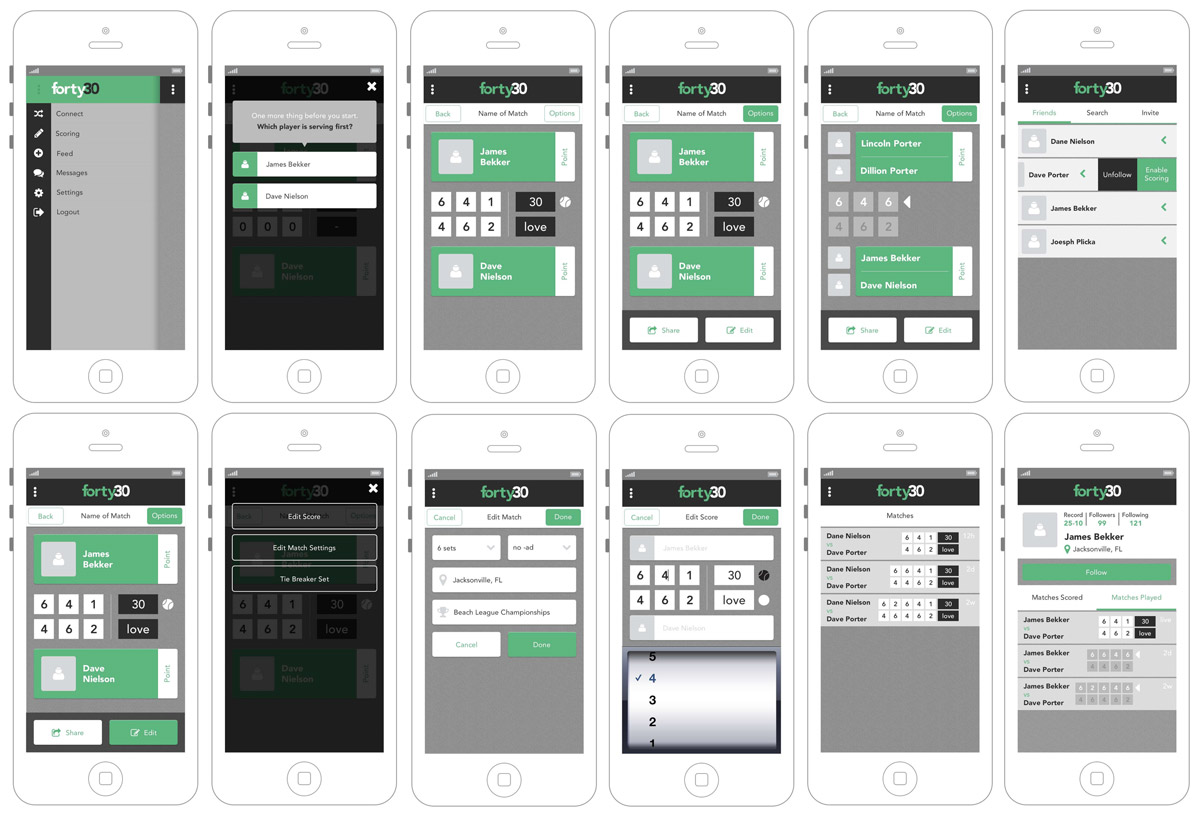 forty30
Connect
Scoring
Feed
Messages
Settings
Logout
forty30
One more thing before you start.
Which player is serving first?
James Bekker
Dave Nielson
0 0 0 -
Dave
Nielson
Point
forty30
Back Name of Match Options
James
Bekker
Point
6 4 1 30
4 6 2 love
Dave
Nielson
Point
forty30
Back Name of Match Options
James
Bekker
Point
6 4 1 30
4 6 2 love
Dave
Nielson
Point
Share Edit
forty30
Back Name of Match Options
Lincoln Porter
Dillion Porter
Point
6 4 6
4 6 2
James Bekker
Dave Nielson
Point
Share Edit
forty30
Friends Search Invite
Dane Nielson
Dave Porter Unfollow Enable
Scoring
James Bekker
Joesph Plicka
forty30
Back Name of Match Options
James
Bekker
Point
6 4 1 30
4 6 2 love
Dave
Nielson
Point
Share Edit
forty30
Edit Score
Edit Match Settings
Tie Breaker Set
6 4 1 30
4 6 2 love
Dave
Nielson
Point
forty30
Cancel Edit Match Done
6 sets no -ad
Jacksonville, FL
Beach League Championships
Cancel Done
forty30
Cancel Edit Score Done
James Bekker
6 4 1 30
4 6 2 love
Dave Nielson
5
4
3
2
1
forty30
Matches
Dane Nielson 6 4 1 30 12h
vs
Dave Porter 4 6 2 love
Dane Nielson 6 6 4 1 30 2d
vs
Dave Porter 4 4 6 2 love
Dane Nielson 6 2 6 4 1 30 2w
vs
Dave Porter 4 6 4 6 2 love
forty30
Record Followers Following
25-10 99 121
James Bekker
Jacksonville, FL
Follow
Matches Scored Matches Played
James Bekker 6 4 1 30
vs
Dave Porter 4 6 2 love
James Bekker 6 6 4 6 2d
vs
Dave Porter 4 4 6 2
James Bekker 6 2 6 4 6 2w
vs
Dave Porter 4 6 4 6 2